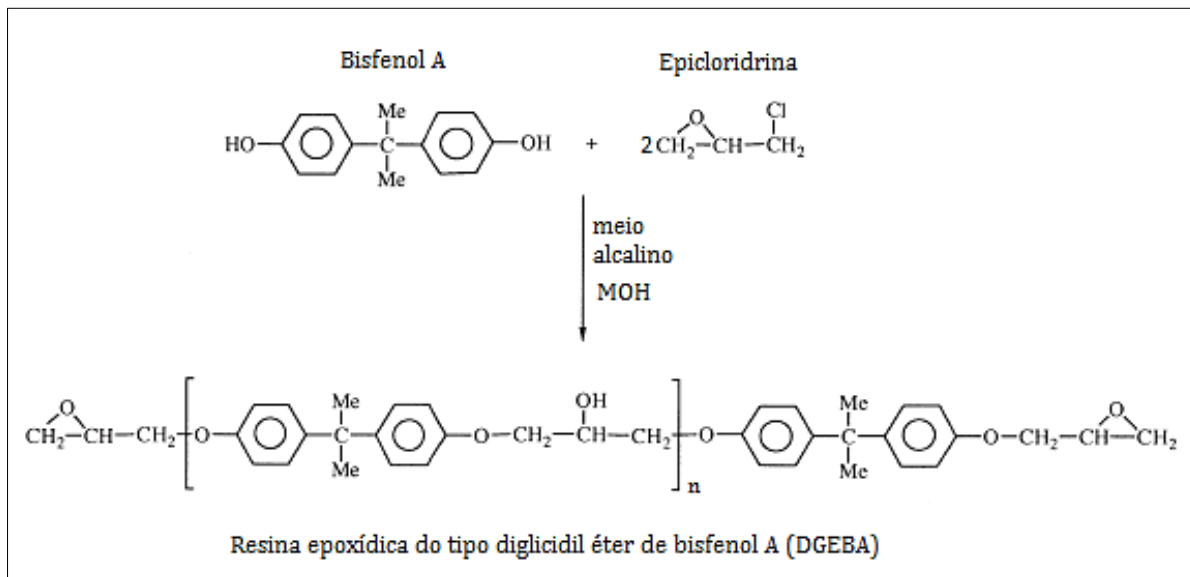 Bisfenol A
Epicloridrina
Me
HO
C
OH
Me
+
2
O
CH2
CH
Cl
CH2
meio
alcalino
MOH
O
CH2
CH
CH2
O
Me
C
Me
O
CH2
OH
CH
CH2
n
O
Me
C
Me
O
CH2
O
CH
CH2
Resina epoxídica do tipo diglicidil éter de bisfenol A (DGEBA)